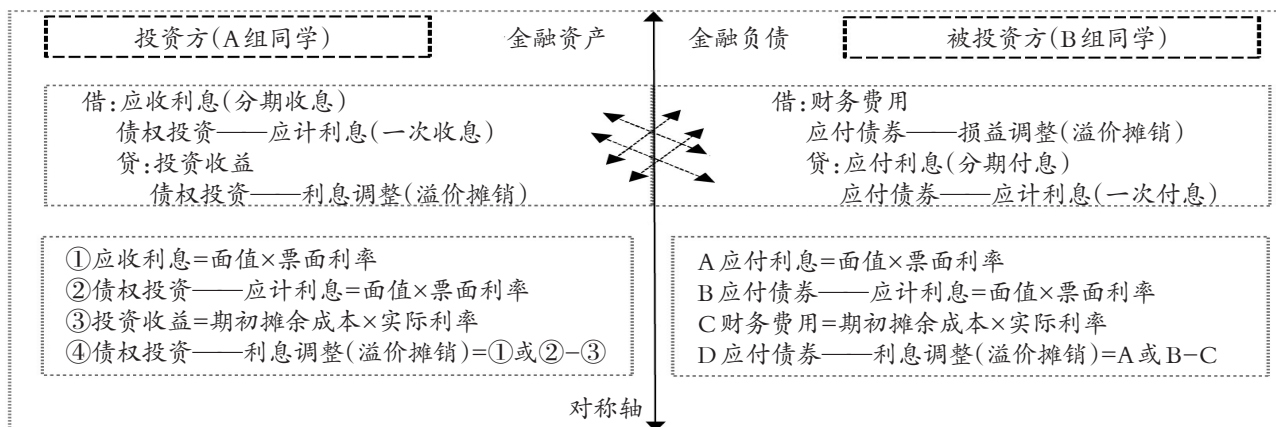 投资方(A组同学) 金融资产 金融负债 被投资方(B组同学)
借:应收利息(分期收息)
债权投资——应计利息(一次收息)
贷:投资收益
债权投资——利息调整(溢价摊销)
借:财务费用
应付债券——损益调整(溢价摊销)
贷:应付利息(分期付息)
应付债券——应计利息(一次付息)
①应收利息=面值×票面利率
②债权投资——应计利息=面值×票面利率
③投资收益=期初摊余成本×实际利率
④债权投资——利息调整(溢价摊销)=①或②-③
A应付利息=面值×票面利率
B应付债券——应计利息=面值×票面利率
C财务费用=期初摊余成本×实际利率
D应付债券——利息调整(溢价摊销)=A或B-C
对称轴